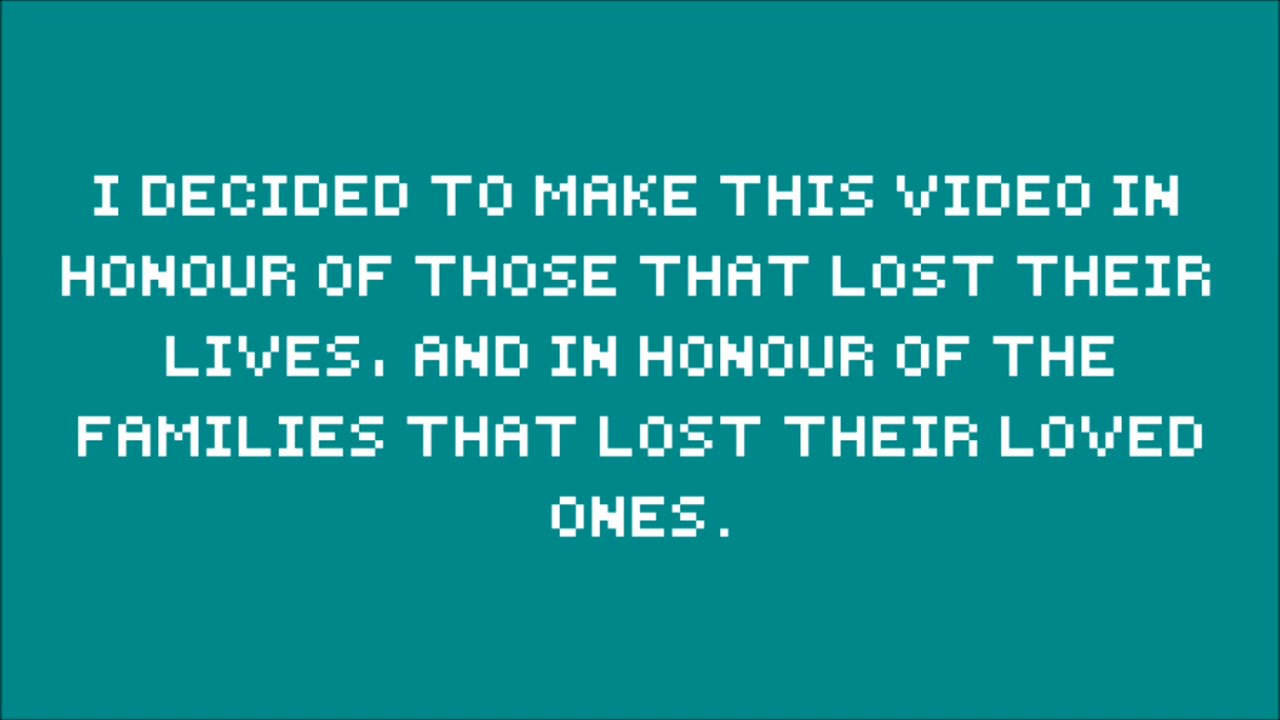 I DECIDED TO MAKE THIS VIDEO IN
HONOUR OF THOSE THAT LOST THEIR
LIVES, AND IN HONOUR OF THE
FAMILIES THAT LOST THEIR LOVED
ONES.